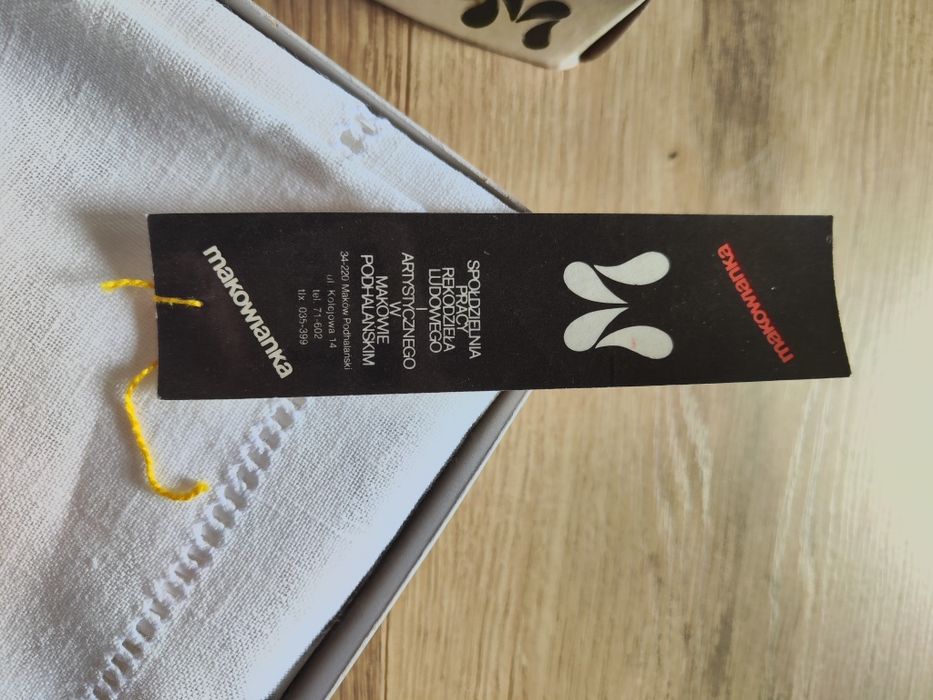 makowianka
SPÓŁDZIELNIA
PRACY
RĘKODZIEŁA
LUDOWEGO
I
ARTYSTYCZNEGO
W
MAKOWIE
PODHALAŃSKIM
34-220 Maków Podhalański
ul. Kolejowa 14
tel. 71-602
tlx 035-399
makowianka